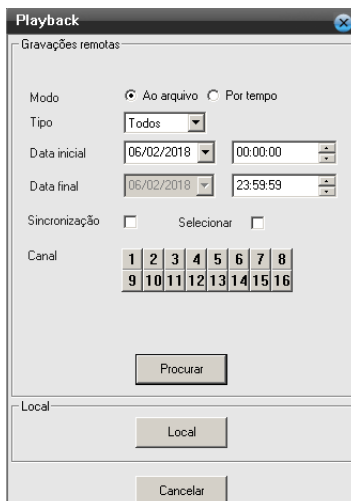 Playback
Gravações remotas
Modo Ao arquivo Por tempo
Tipo Todos
Data inicial 06/02/2018 00:00:00
Data final 06/02/2018 23:59:59
Sincronização Selecionar
Canal 1 2 3 4 5 6 7 8
9 10 11 12 13 14 15 16
Procurar
Local
Local
Cancelar